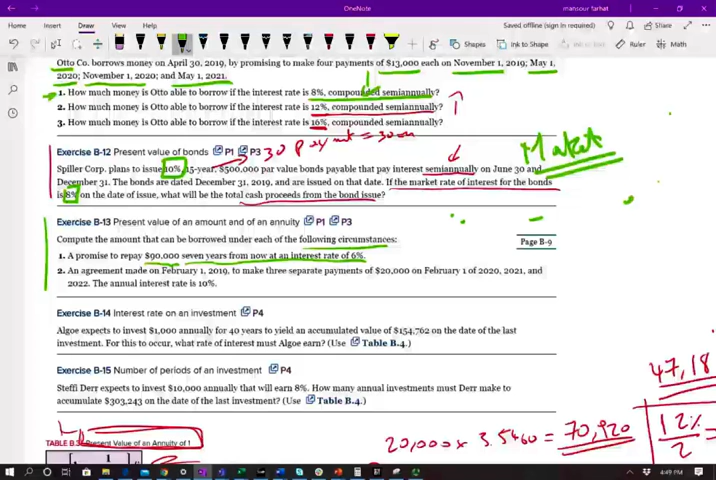 OneNote
mansour farhat
Home Insert Draw View Help
Saved offline (sign in required)
Share
Shapes Ink to Shape Ruler Math
Otto Co. borrows money on April 30, 2019, by promising to make four payments of $13,000 each on November 1, 2019; May 1,
2020; November 1, 2020; and May 1, 2021.
1. How much money is Otto able to borrow if the interest rate is 8%, compounded semiannually?
2. How much money is Otto able to borrow if the interest rate is 12%, compounded semiannually?
3. How much money is Otto able to borrow if the interest rate is 16%, compounded semiannually?
Exercise B-12 Present value of bonds P1 P3
30 payment =
Market
Spiller Corp. plans to issue 10%, 15-year, $500,000 par value bonds payable that pay interest semiannually on June 30 and
December 31. The bonds are dated December 31, 2019, and are issued on that date. If the market rate of interest for the bonds
is 8% on the date of issue, what will be the total cash proceeds from the bond issue?
Exercise B-13 Present value of an amount and of an annuity P1 P3
Compute the amount that can be borrowed under each of the following circumstances:
Page B-9
1. A promise to repay $90,000 seven years from now at an interest rate of 6%.
2. An agreement made on February 1, 2019, to make three separate payments of $20,000 on February 1 of 2020, 2021, and
2022. The annual interest rate is 10%.
Exercise B-14 Interest rate on an investment P4
Algoe expects to invest $1,000 annually for 40 years to yield an accumulated value of $154,762 on the date of the last
investment. For this to occur, what rate of interest must Algoe earn? (Use Table B.4.)
Exercise B-15 Number of periods of an investment P4
47,18
Steffi Derr expects to invest $10,000 annually that will earn 8%. How many annual investments must Derr make to
accumulate $303,243 on the date of the last investment? (Use Table B.4.)
TABLE B.3 Present Value of an Annuity of 1
20,000 x 3.5460 = 70,920
12%
2 =
1
4:49 PM